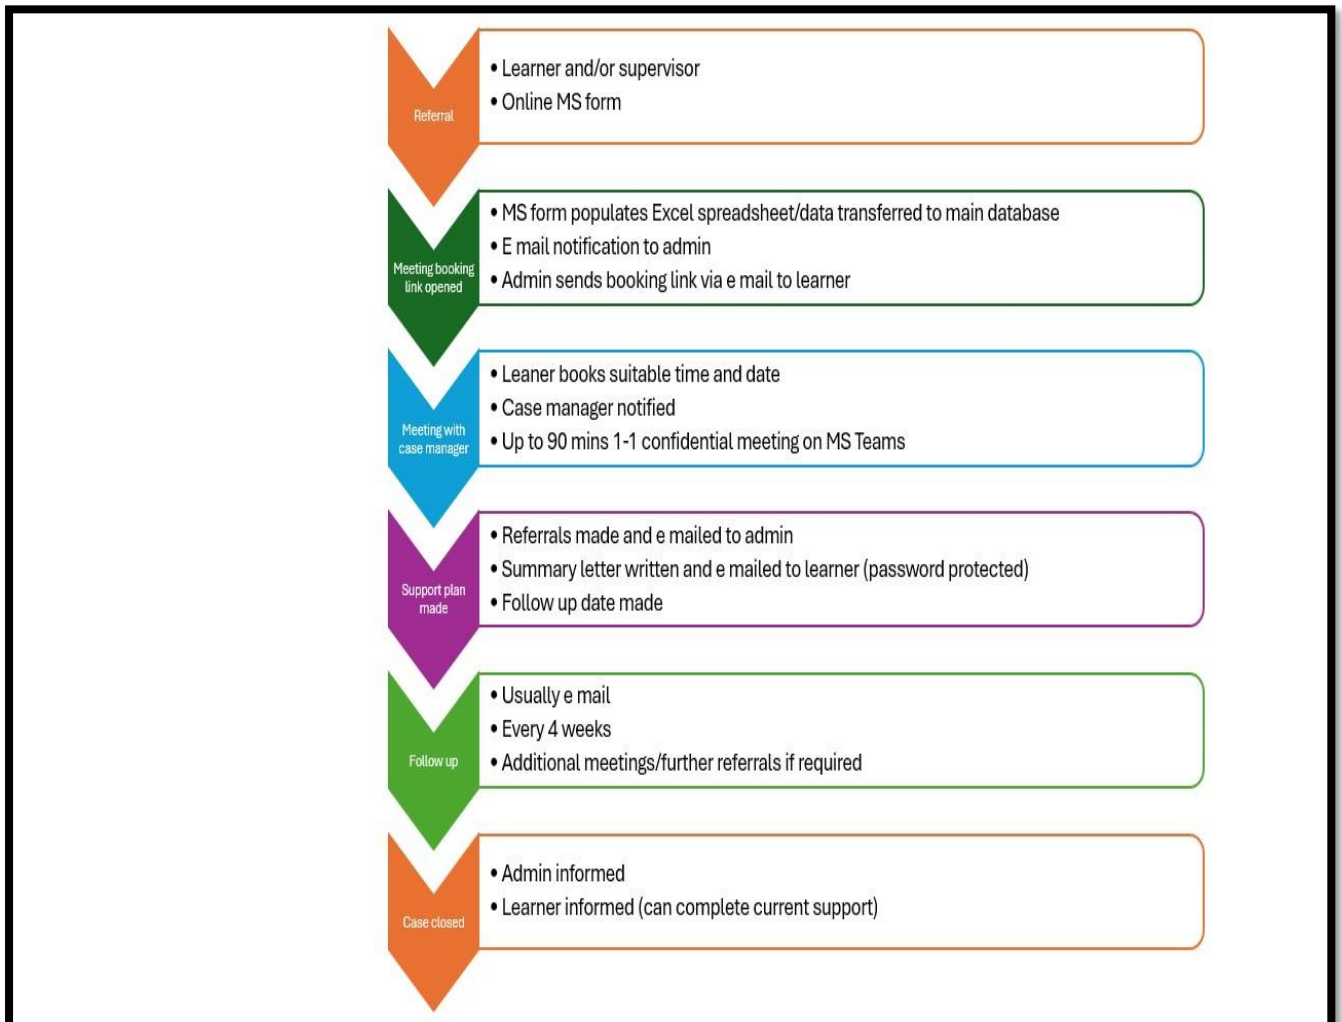 Referral
• Learner and/or supervisor
• Online MS form
Meeting booking
link opened
• MS form populates Excel spreadsheet/data transferred to main database
• E mail notification to admin
• Admin sends booking link via e mail to learner
Meeting with
case manager
• Leaner books suitable time and date
• Case manager notified
• Up to 90 mins 1-1 confidential meeting on MS Teams
Support plan
made
• Referrals made and e mailed to admin
• Summary letter written and e mailed to learner (password protected)
• Follow up date made
Follow up
• Usually e mail
• Every 4 weeks
• Additional meetings/further referrals if required
Case closed
• Admin informed
• Learner informed (can complete current support)